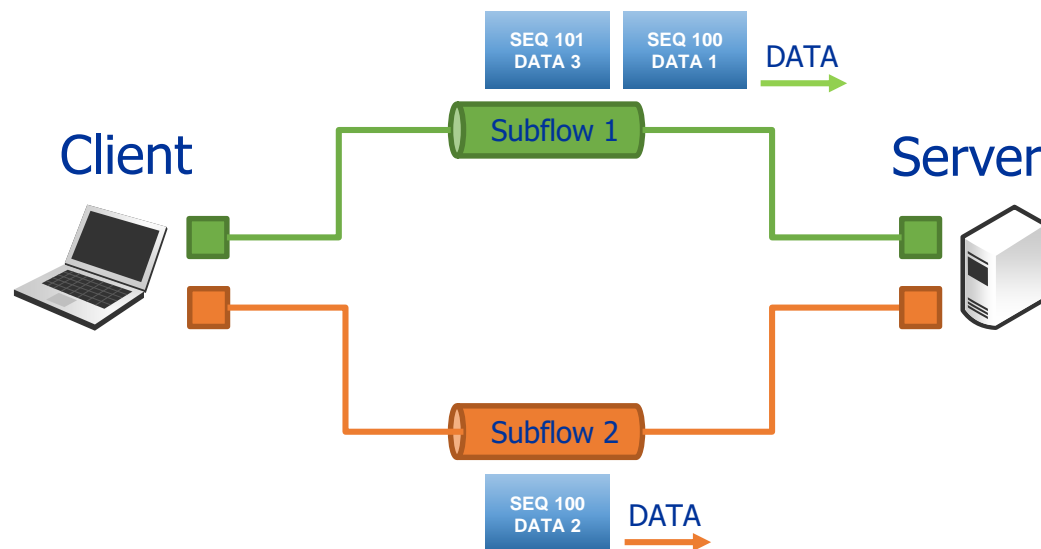 SEQ 101
DATA 3
SEQ 100
DATA 1
DATA
Subflow 1
Client
Server
Subflow 2
SEQ 100
DATA 2
DATA